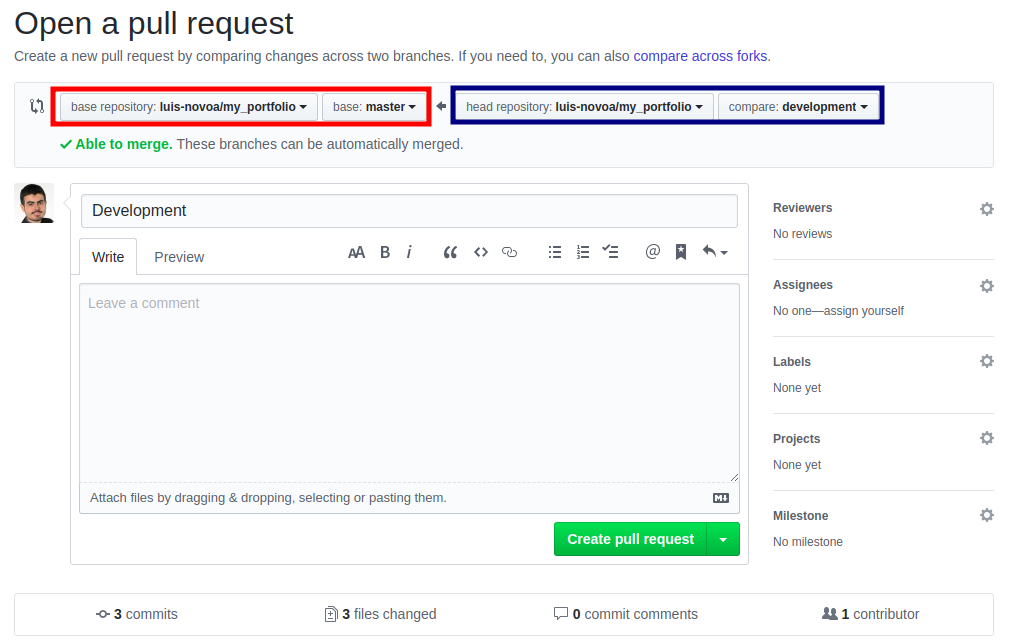 Open a pull request
Create a new pull request by comparing changes across two branches. If you need to, you can also compare across forks.
base repository: luis-novoa/my_portfolio base: master head repository: luis-novoa/my_portfolio compare: development
Able to merge. These branches can be automatically merged.
Development
Write Preview AA B i
Leave a comment
Attach files by dragging & dropping, selecting or pasting them.
Create pull request
Reviewers
No reviews
Assignees
No one—assign yourself
Labels
None yet
Projects
None yet
Milestone
No milestone
3 commits 3 files changed 0 commit comments 1 contributor